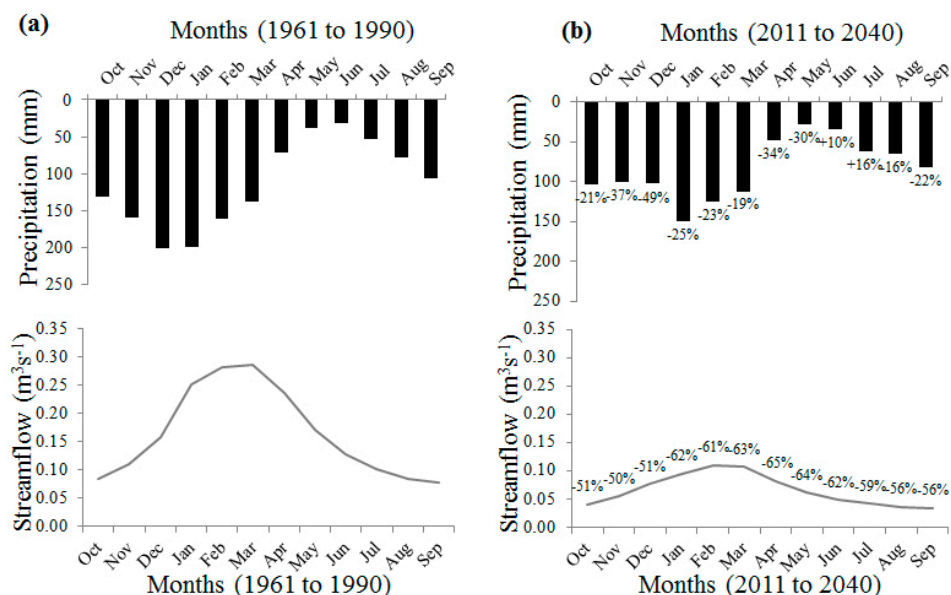 (a)
Months (1961 to 1990)
Oct Nov Dec Jan Feb Mar Apr May Jun Jul Aug Sep
Precipitation (mm)
0
50
100
150
200
250
Streamflow (m³s⁻¹)
0.35
0.30
0.25
0.20
0.15
0.10
0.05
0.00
Oct Nov Dec Jan Feb Mar Apr May Jun Jul Aug Sep
Months (1961 to 1990)
(b)
Months (2011 to 2040)
Oct Nov Dec Jan Feb Mar Apr May Jun Jul Aug Sep
Precipitation (mm)
0
50
100
150
200
250
-21% -37% -49% -25% -23% -19% -34% -30% +10% +16% -16% -22%
Streamflow (m³s⁻¹)
0.35
0.30
0.25
0.20
0.15
0.10
0.05
0.00
-51% -50% -51% -62% -61% -63% -65% -64% -62% -59% -56% -56%
Oct Nov Dec Jan Feb Mar Apr May Jun Jul Aug Sep
Months (2011 to 2040)